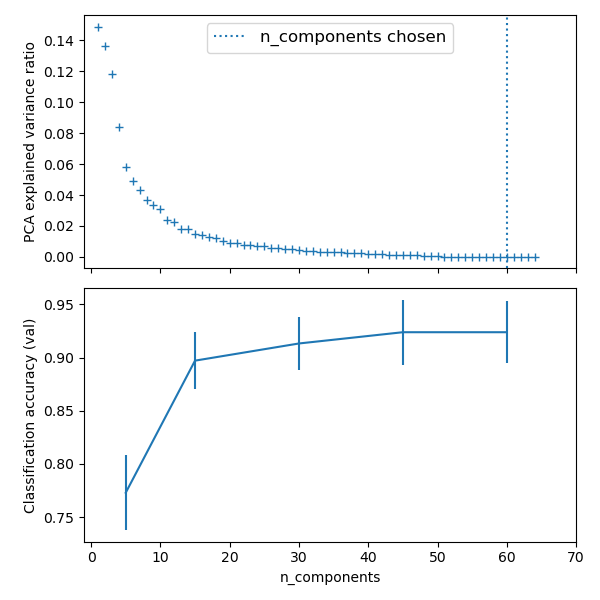 n_components chosen
PCA explained variance ratio
0.14
0.12
0.10
0.08
0.06
0.04
0.02
0.00
Classification accuracy (val)
0.95
0.90
0.85
0.80
0.75
0 10 20 30 40 50 60 70
n_components